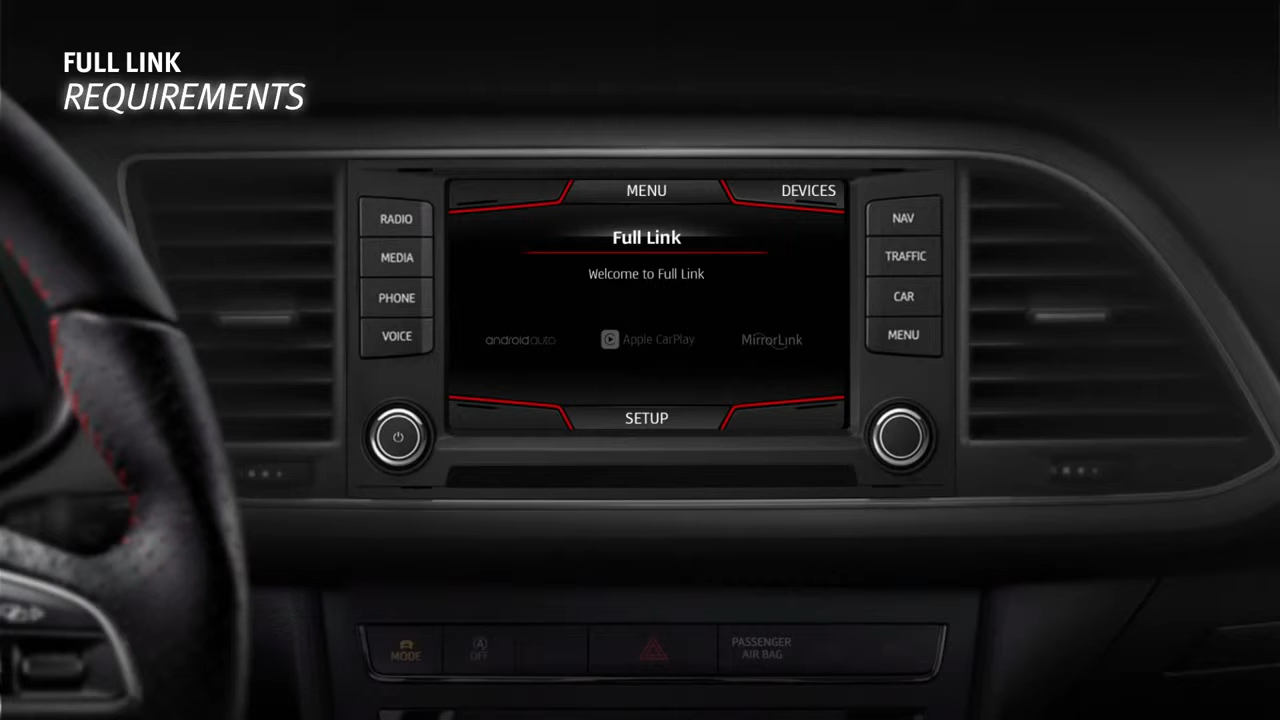 FULL LINK
REQUIREMENTS
MENU
DEVICES
RADIO
MEDIA
PHONE
VOICE
Full Link
Welcome to Full Link
androidauto
Apple CarPlay
MirrorLink
SETUP
NAV
TRAFFIC
CAR
MENU
MODE
A
OFF
PASSENGER
AIR BAG